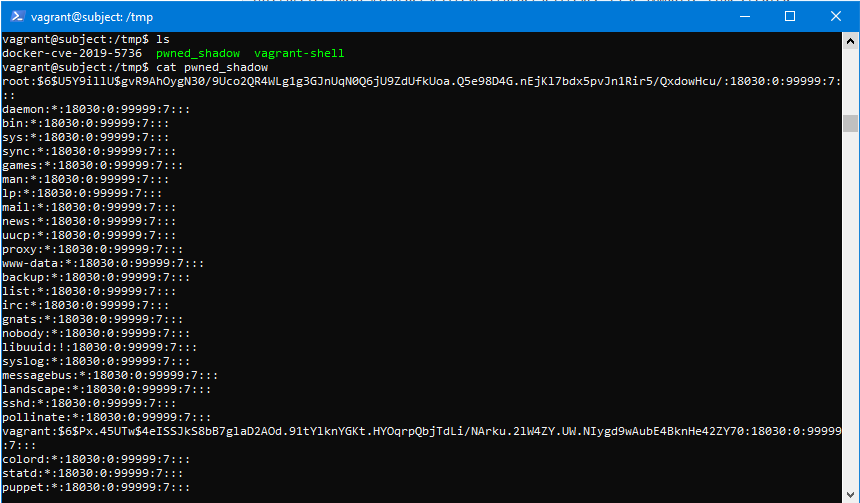 vagrant@subject: /tmp
vagrant@subject:/tmp$ ls
docker-cve-2019-5736  pwned_shadow  vagrant-shell
vagrant@subject:/tmp$ cat pwned_shadow
root:$6$U5Y9illU$gvR9AhOygN30/9Uco2QR4WLg1g3GJnUqN0Q6jU9ZdUfkUoa.Q5e98D4G.nEjKl7bdx5pvJn1Rir5/QxdowHcu/:18030:0:99999:7:
::
daemon:*:18030:0:99999:7:::
bin:*:18030:0:99999:7:::
sys:*:18030:0:99999:7:::
sync:*:18030:0:99999:7:::
games:*:18030:0:99999:7:::
man:*:18030:0:99999:7:::
lp:*:18030:0:99999:7:::
mail:*:18030:0:99999:7:::
news:*:18030:0:99999:7:::
uucp:*:18030:0:99999:7:::
proxy:*:18030:0:99999:7:::
www-data:*:18030:0:99999:7:::
backup:*:18030:0:99999:7:::
list:*:18030:0:99999:7:::
irc:*:18030:0:99999:7:::
gnats:*:18030:0:99999:7:::
nobody:*:18030:0:99999:7:::
libuuid:!:18030:0:99999:7:::
syslog:*:18030:0:99999:7:::
messagebus:*:18030:0:99999:7:::
landscape:*:18030:0:99999:7:::
sshd:*:18030:0:99999:7:::
pollinate:*:18030:0:99999:7:::
vagrant:$6$Px.45UTw$4eISSJkS8bB7glaD2AOd.91tYlknYGKt.HYOqrpQbjTdLi/NArku.2lW4ZY.UW.NIygd9wAubE4BknHe42ZY70:18030:0:99999
:7:::
colord:*:18030:0:99999:7:::
statd:*:18030:0:99999:7:::
puppet:*:18030:0:99999:7:::